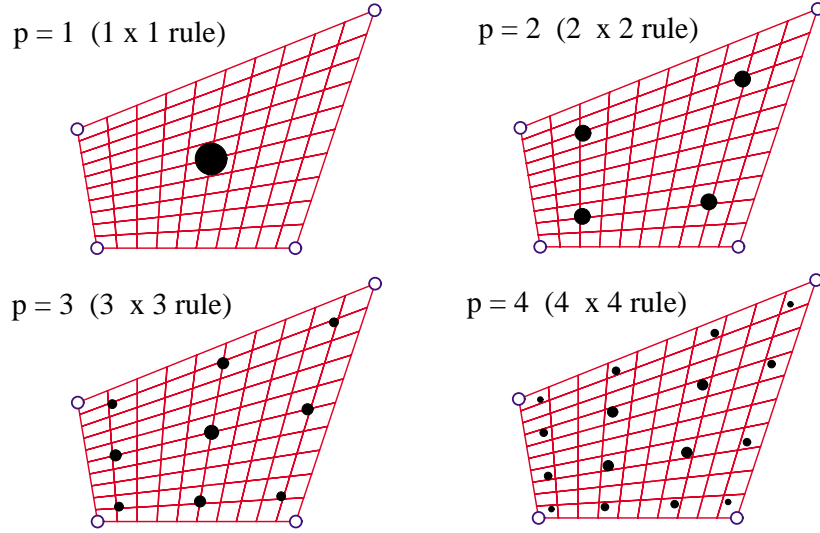 p = 1 (1 x 1 rule)
p = 2 (2 x 2 rule)
p = 3 (3 x 3 rule)
p = 4 (4 x 4 rule)